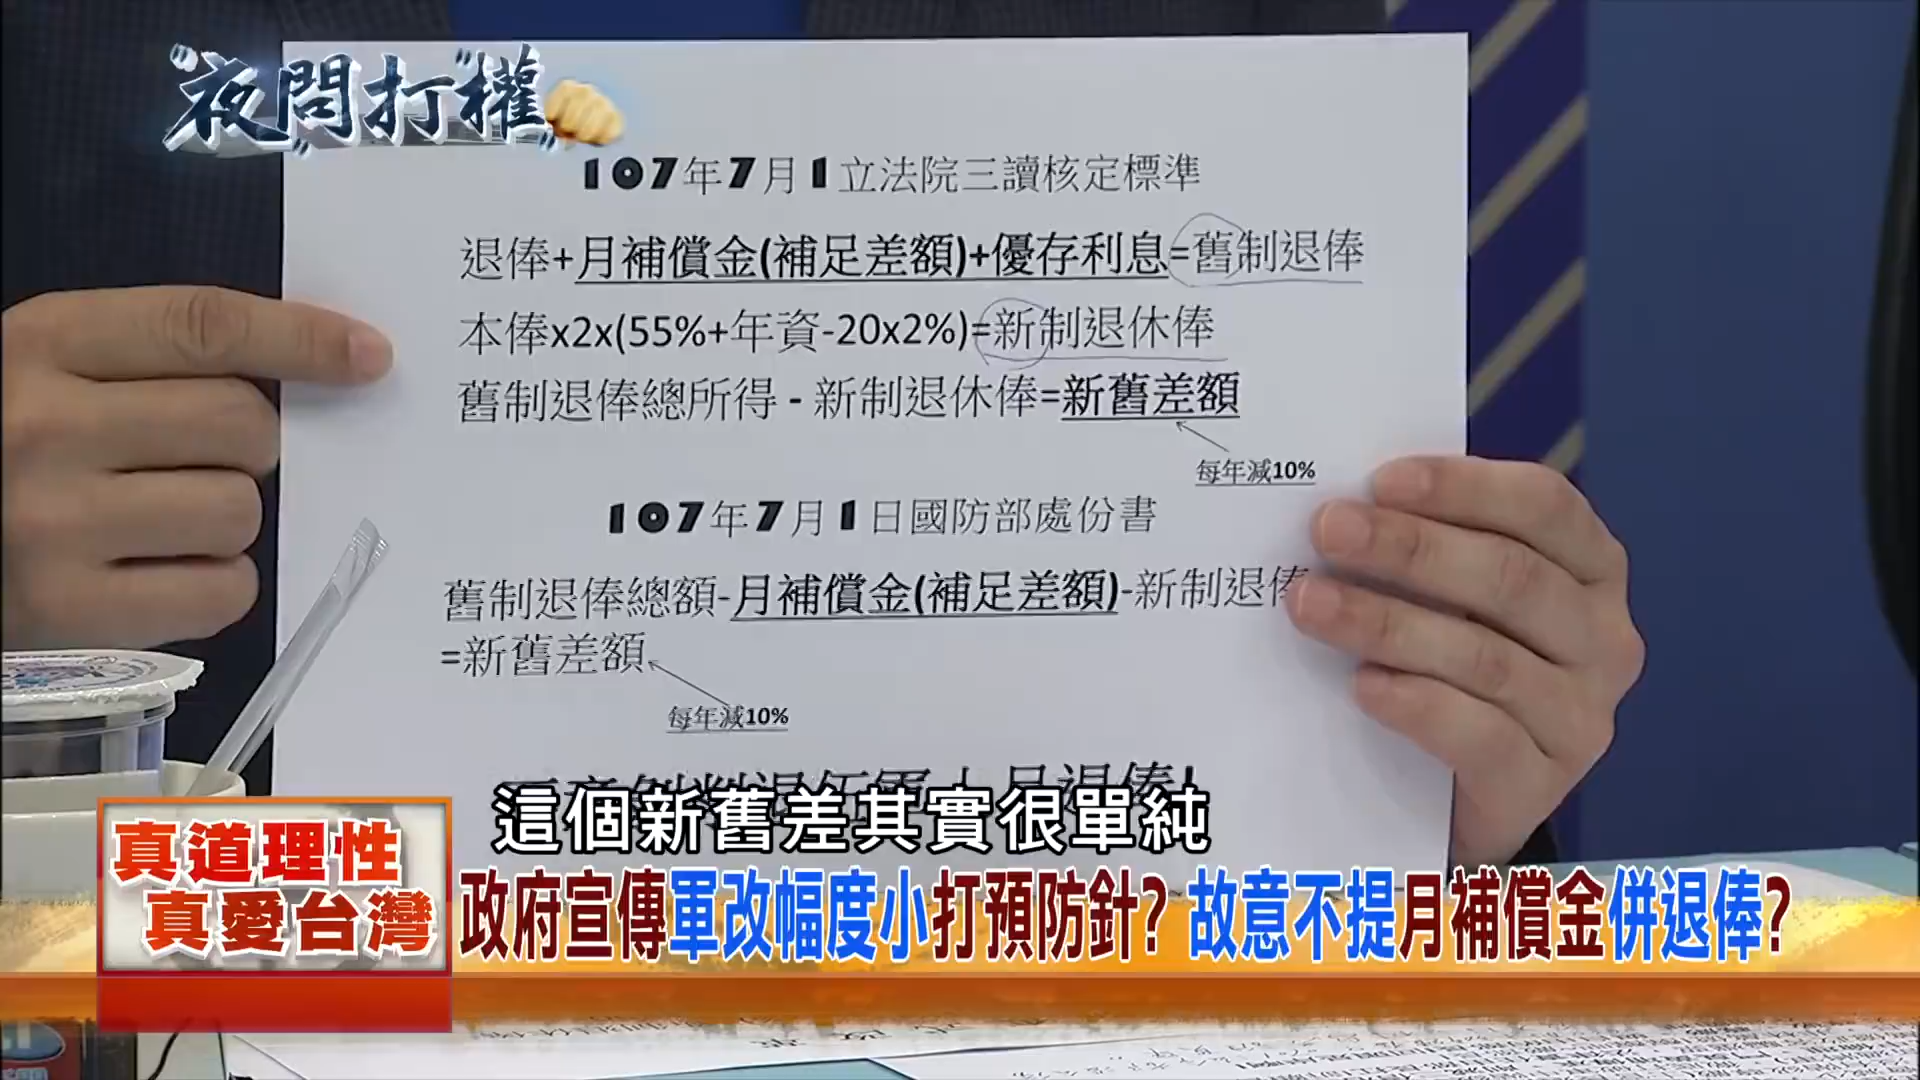 "夜問打"權"
107年7月1立法院三讀核定標準
退俸+月補償金(補足差額)+優存利息=舊制退俸
本俸x2x(55%+年資-20x2%)=新制退休俸
舊制退俸總所得 - 新制退休俸=新舊差額
每年減10%
107年7月1日國防部處份書
舊制退俸總額-月補償金(補足差額)-新制退俸
=新舊差額
每年減10%
這個新舊差其實很單純
真道理性
真愛台灣
政府宣傳軍改幅度小打預防針? 故意不提月補償金併退俸?